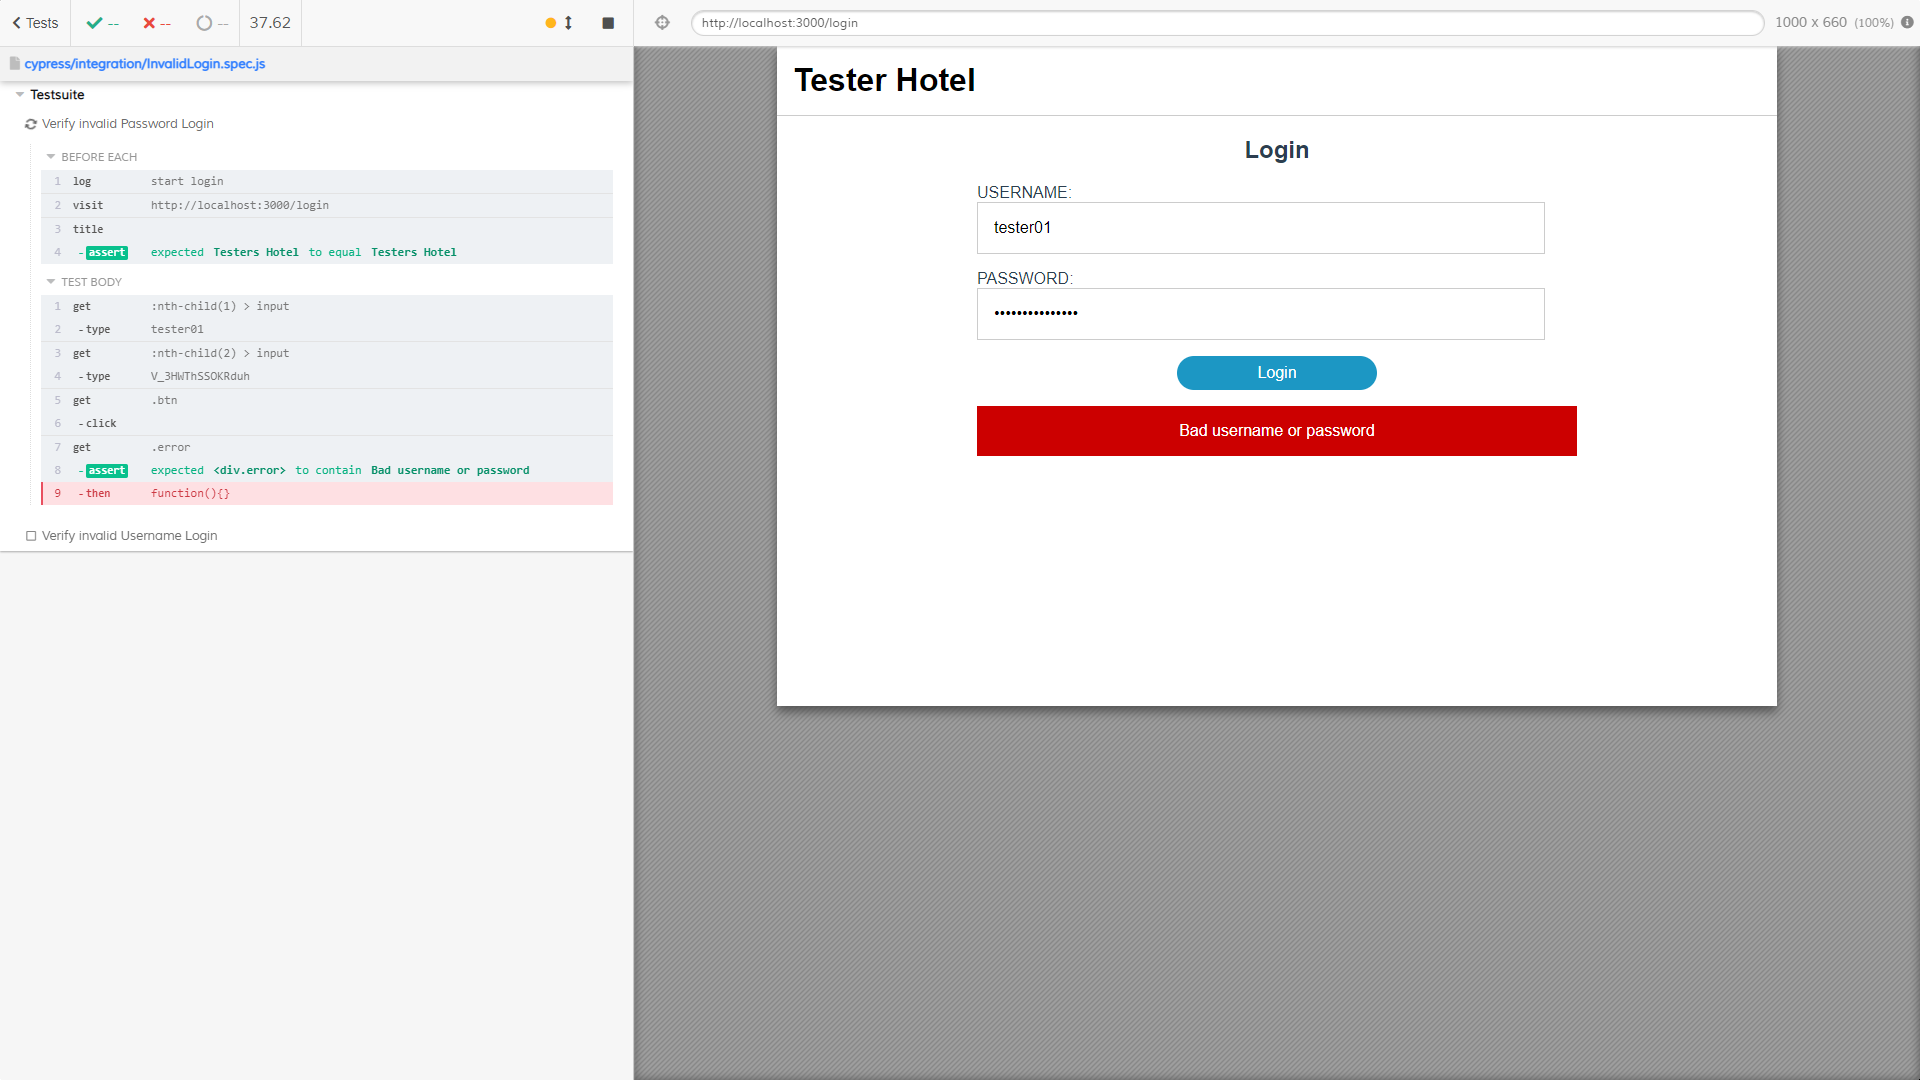 Tests
--
--
--
37.62
http://localhost:3000/login
1000 x 660 (100%)
cypress/integration/InvalidLogin.spec.js
Testsuite
Verify invalid Password Login
BEFORE EACH
1 log start login
2 visit http://localhost:3000/login
3 title
4 -assert expected Testers Hotel to equal Testers Hotel
TEST BODY
1 get :nth-child(1) > input
2 -type tester01
3 get :nth-child(2) > input
4 -type V_3HWThSSOKRduh
5 get .btn
6 -click
7 get .error
8 -assert expected <div.error> to contain Bad username or password
9 -then function(){}
Verify invalid Username Login
Tester Hotel
Login
USERNAME:
tester01
PASSWORD:
•••••••••••••••
Login
Bad username or password